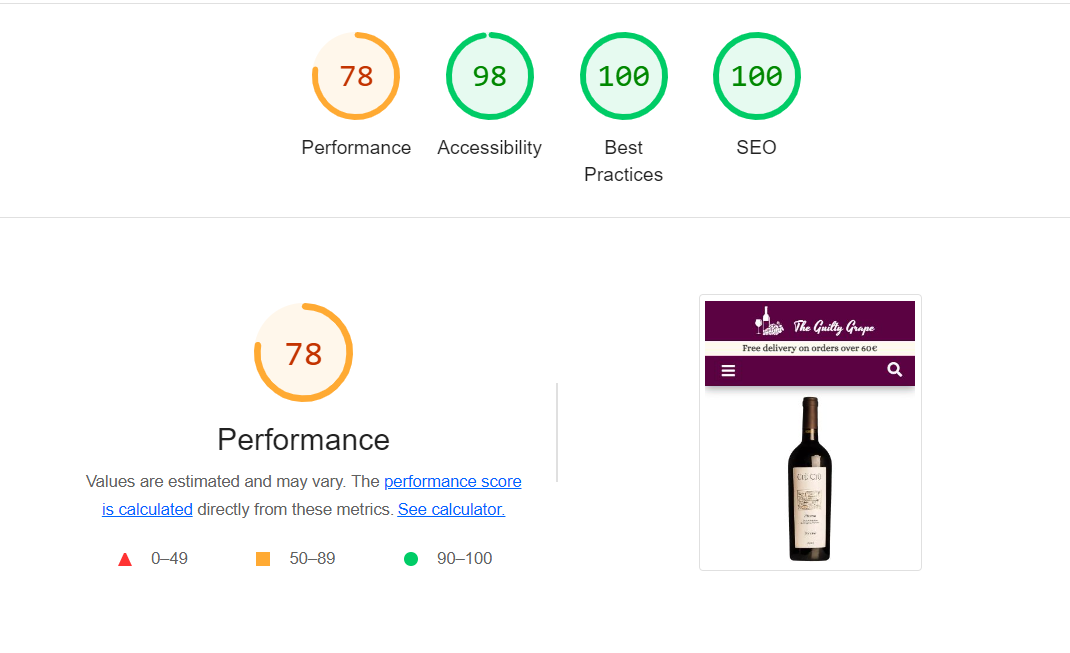 78
98
100
100
Performance
Accessibility
Best
Practices
SEO
78
Performance
Values are estimated and may vary. The performance score
is calculated directly from these metrics. See calculator.
0–49
50–89
90–100
The Guilty Grape
Free delivery on orders over 60€